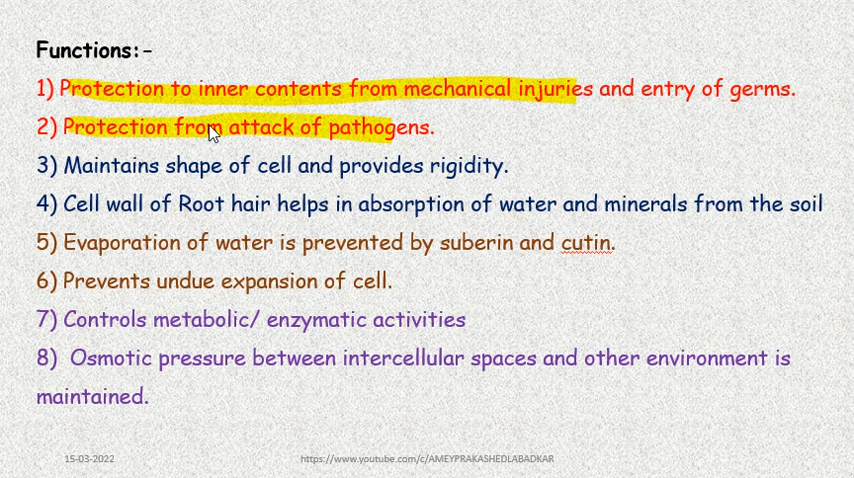 Functions:-
1) Protection to inner contents from mechanical injuries and entry of germs.
2) Protection from attack of pathogens.
3) Maintains shape of cell and provides rigidity.
4) Cell wall of Root hair helps in absorption of water and minerals from the soil
5) Evaporation of water is prevented by suberin and cutin.
6) Prevents undue expansion of cell.
7) Controls metabolic/ enzymatic activities
8) Osmotic pressure between intercellular spaces and other environment is
maintained.
15-03-2022 https://www.youtube.com/c/AMEYPRAKASHEDLABADKAR